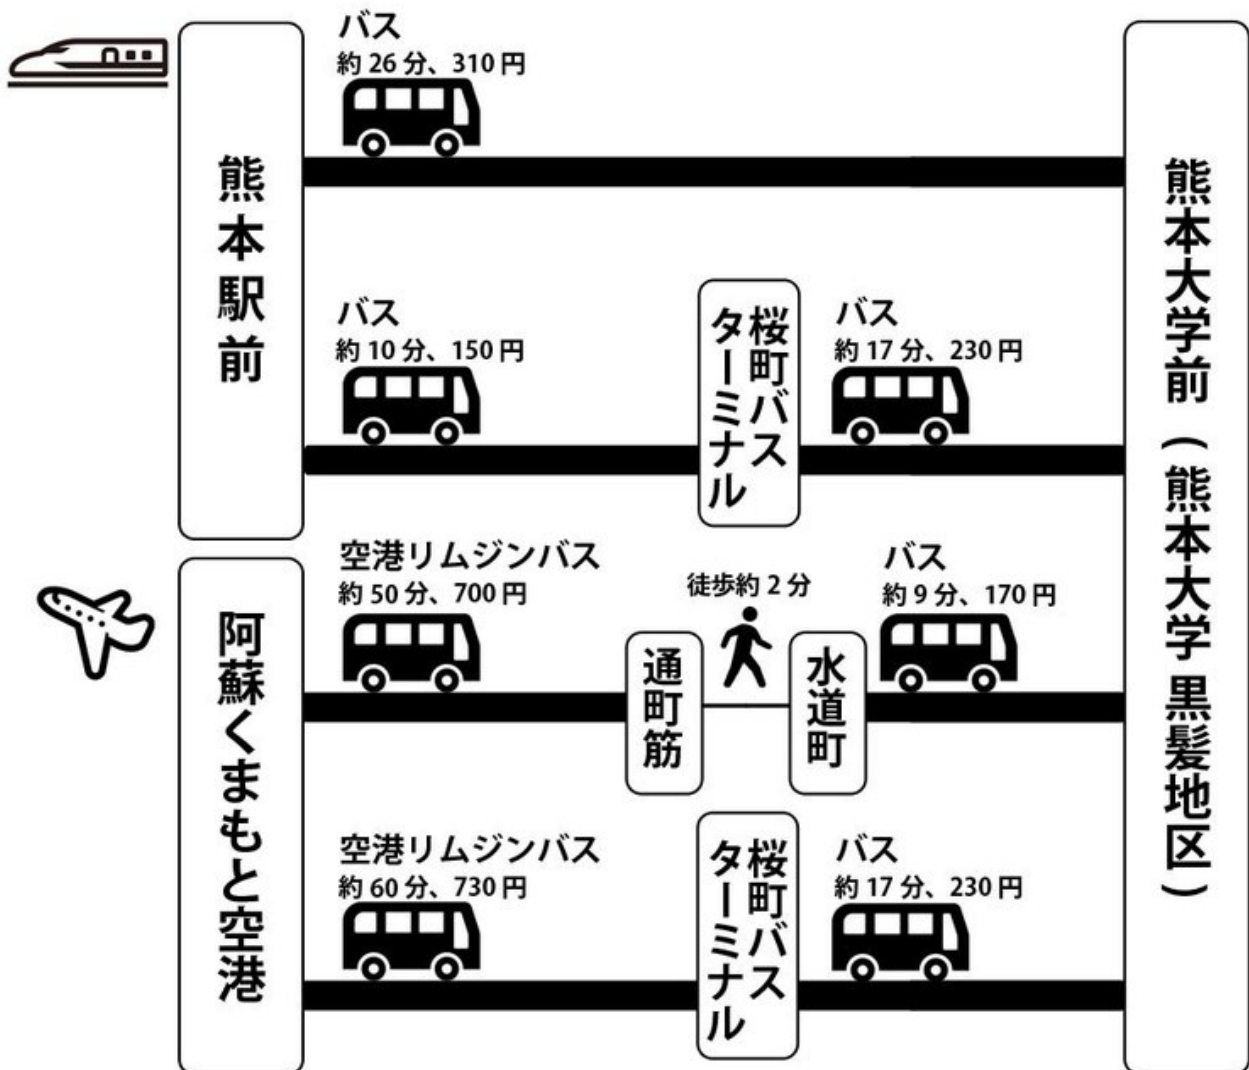 熊本駅前
バス
約 26 分、310 円
バス
約 10 分、150 円
桜町バス
ターミナル
バス
約 17 分、230 円
阿蘇くまもと空港
空港リムジンバス
約 50 分、700 円
通町筋
徒歩約 2 分
水道町
バス
約 9 分、170 円
空港リムジンバス
約 60 分、730 円
桜町バス
ターミナル
バス
約 17 分、230 円
熊本大学前（熊本大学 黒髪地区）